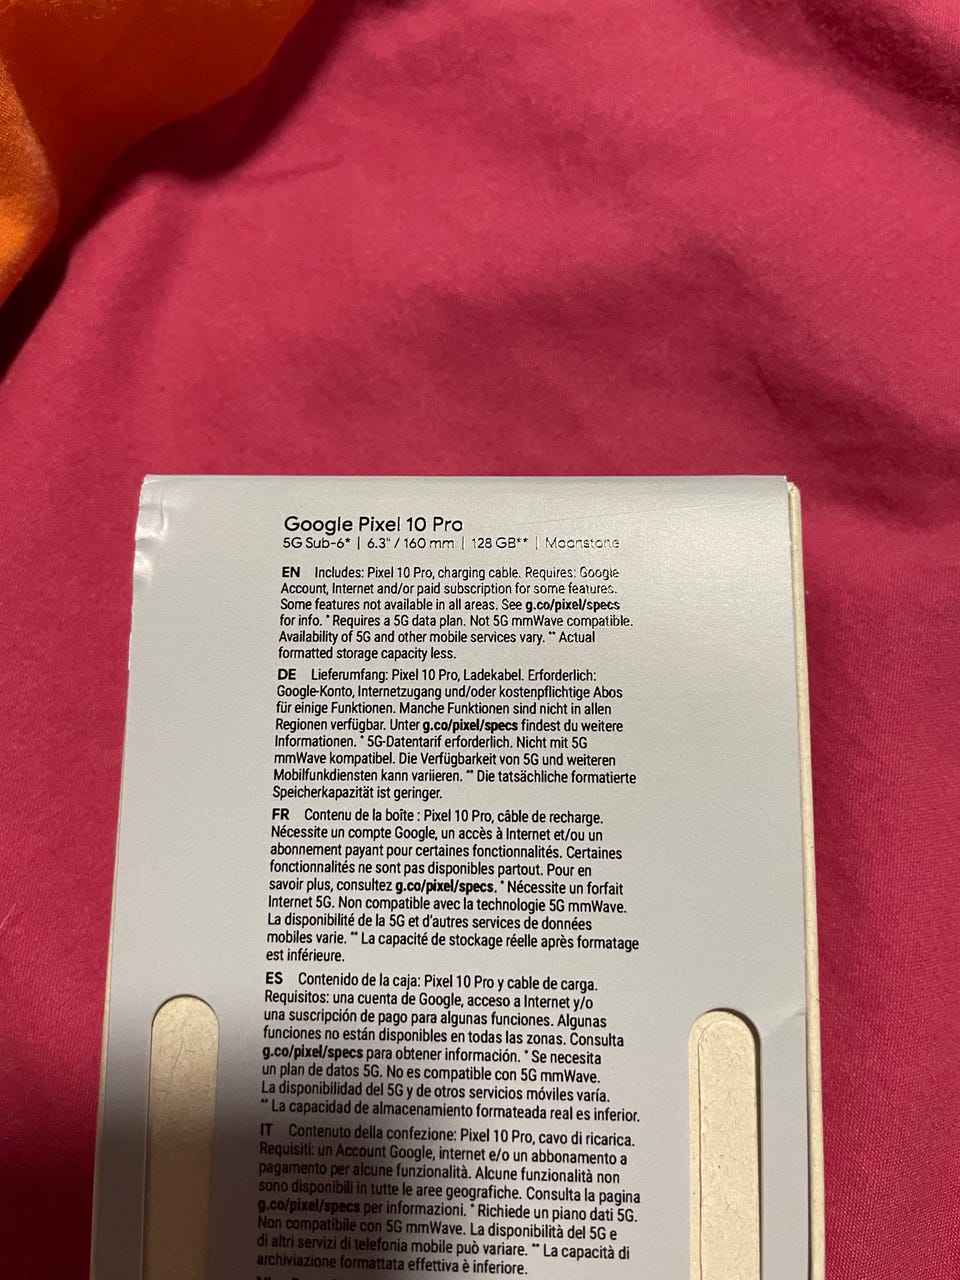 Google Pixel 10 Pro
5G Sub-6* | 6.3" / 160 mm | 128 GB** | Moonstone
EN Includes: Pixel 10 Pro, charging cable. Requires: Google
Account, Internet and/or paid subscription for some features.
Some features not available in all areas. See g.co/pixel/specs
for info. * Requires a 5G data plan. Not 5G mmWave compatible.
Availability of 5G and other mobile services vary. ** Actual
formatted storage capacity less.
DE Lieferumfang: Pixel 10 Pro, Ladekabel. Erforderlich:
Google-Konto, Internetzugang und/oder kostenpflichtige Abos
für einige Funktionen. Manche Funktionen sind nicht in allen
Regionen verfügbar. Unter g.co/pixel/specs findest du weitere
Informationen. * 5G-Datentarif erforderlich. Nicht mit 5G
mmWave kompatibel. Die Verfügbarkeit von 5G und weiteren
Mobilfunkdiensten kann variieren. ** Die tatsächliche formatierte
Speicherkapazität ist geringer.
FR Contenu de la boîte : Pixel 10 Pro, câble de recharge.
Nécessite un compte Google, un accès à Internet et/ou un
abonnement payant pour certaines fonctionnalités. Certaines
fonctionnalités ne sont pas disponibles partout. Pour en
savoir plus, consultez g.co/pixel/specs. * Nécessite un forfait
Internet 5G. Non compatible avec la technologie 5G mmWave.
La disponibilité de la 5G et d'autres services de données
mobiles varie. ** La capacité de stockage réelle après formatage
est inférieure.
ES Contenido de la caja: Pixel 10 Pro y cable de carga.
Requisitos: una cuenta de Google, acceso a Internet y/o
una suscripción de pago para algunas funciones. Algunas
funciones no están disponibles en todas las zonas. Consulta
g.co/pixel/specs para obtener información. * Se necesita
un plan de datos 5G. No es compatible con 5G mmWave.
La disponibilidad del 5G y de otros servicios móviles varía.
** La capacidad de almacenamiento formateada real es inferior.
IT Contenuto della confezione: Pixel 10 Pro, cavo di ricarica.
Requisiti: un Account Google, internet e/o un abbonamento a
pagamento per alcune funzionalità. Alcune funzionalità non
sono disponibili in tutte le aree geografiche. Consulta la pagina
g.co/pixel/specs per informazioni. * Richiede un piano dati 5G.
Non compatibile con 5G mmWave. La disponibilità del 5G e
di altri servizi di telefonia mobile può variare. ** La capacità di
archiviazione formattata effettiva è inferiore.